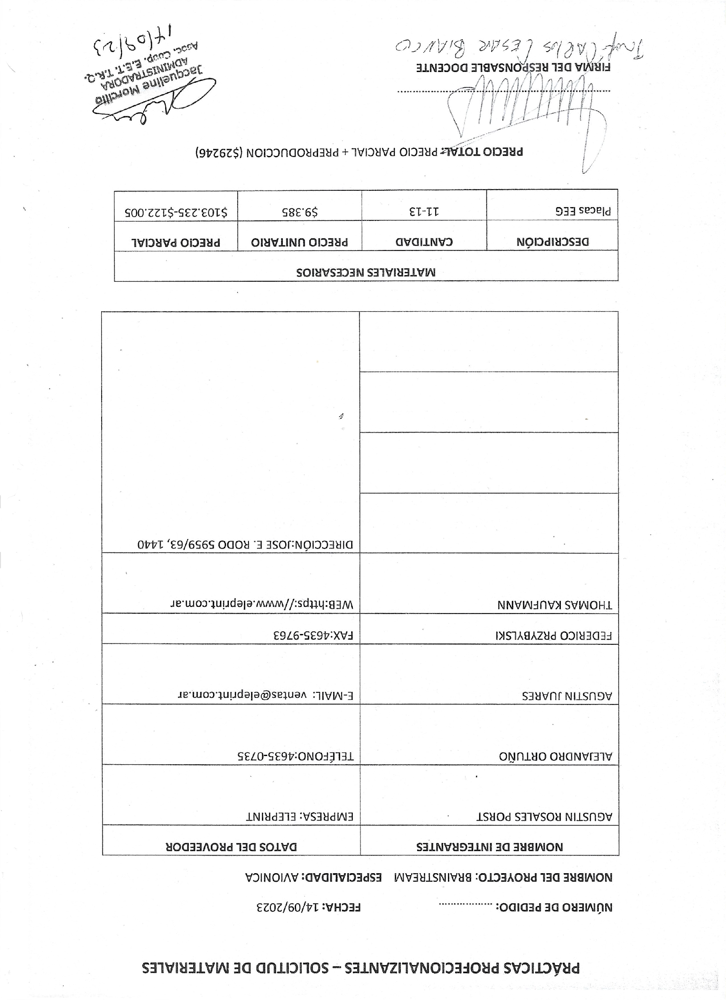 PRÁCTICAS PROFECIONALIZANTES – SOLICITUD DE MATERIALES
NÚMERO DE PEDIDO: .................. FECHA: 14/09/2023
NOMBRE DEL PROYECTO: BRAINSTREAM ESPECIALIDAD: AVIONICA
NOMBRE DE INTEGRANTES DATOS DEL PROVEEDOR
AGUSTIN ROSALES PORST EMPRESA: ELEPRINT
ALEJANDRO ORTUÑO TELÉFONO:4635-0735
AGUSTIN JUARES E-MAIL: ventas@eleprint.com.ar
FEDERICO PRZYBYLSKI FAX:4635-9763
THOMAS KAUFMANN WEB:https://www.eleprint.com.ar
DIRECCIÓN:JOSE E. RODO 5959/63, 1440
MATERIALES NECESARIOS
DESCRIPCIÓN CANTIDAD PRECIO UNITARIO PRECIO PARCIAL
Placas EEG 11-13 $9.385 $103.235-$122.005
PRECIO TOTAL: PRECIO PARCIAL + PREPRODUCCION ($29246)
FIRMA DEL RESPONSABLE DOCENTE
CARLOS CESAR BIANCO
Jacqueline Morcillo
ADMINISTRADORA
Asoc. Coop. E.E.T. T.R.Q.
17/09/23